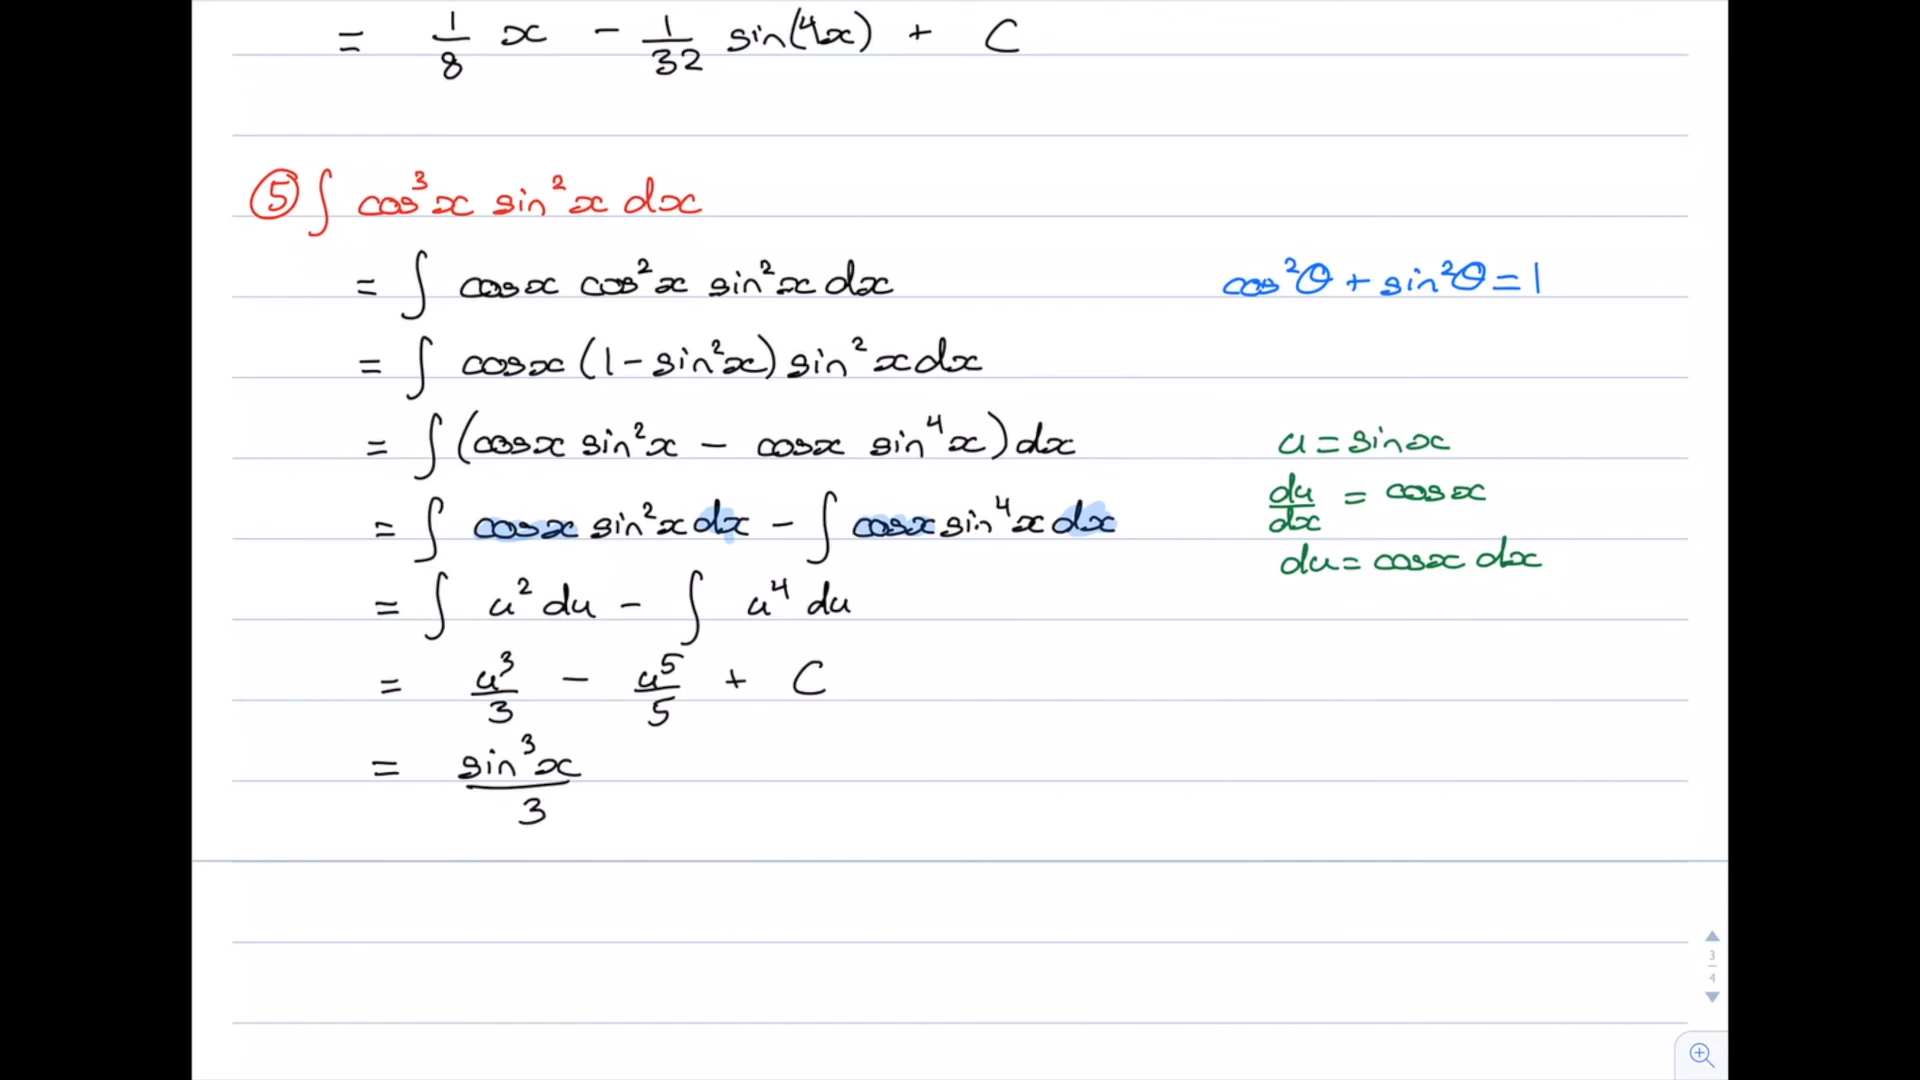 = 1/8 x - 1/32 sin(4x) + C
⑤ ∫ cos³x sin²x dx
= ∫ cosx cos²x sin²x dx
cos²θ + sin²θ = 1
= ∫ cosx (1 - sin²x) sin²x dx
= ∫ (cosx sin²x - cosx sin⁴x) dx
u = sinx
= ∫ cosx sin²x dx - ∫ cosx sin⁴x dx
du/dx = cosx
du = cosx dx
= ∫ u² du - ∫ u⁴ du
= u³/3 - u⁵/5 + C
= sin³x/3
3
4